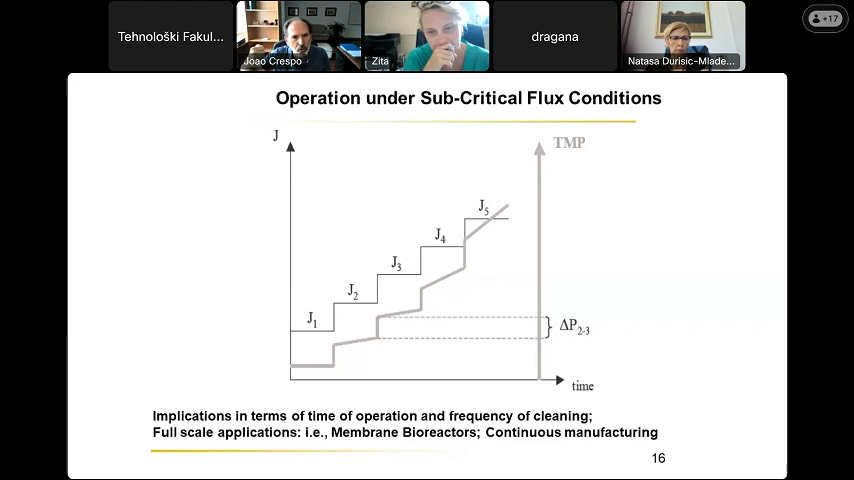 Tehnološki Fakul...
Joao Crespo
Zita
dragana
Natasa Durisic-Mlade...
+17
Operation under Sub-Critical Flux Conditions
J
TMP
J5
J4
J3
J2
J1
ΔP2-3
time
Implications in terms of time of operation and frequency of cleaning;
Full scale applications: i.e., Membrane Bioreactors; Continuous manufacturing
16